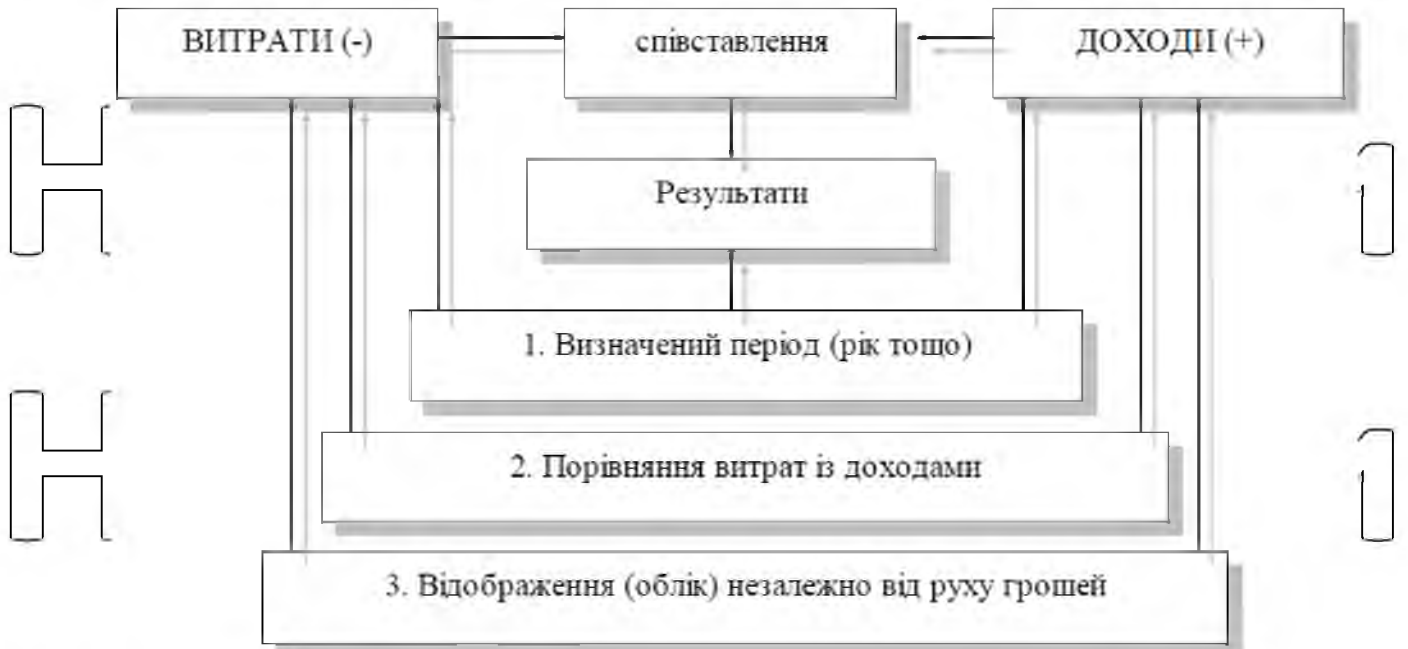 ВИТРАТИ (-)
співставлення
ДОХОДИ (+)
Результати
1. Визначений період (рік тощо)
2. Порівняння витрат із доходами
3. Відображення (облік) незалежно від руху грошей